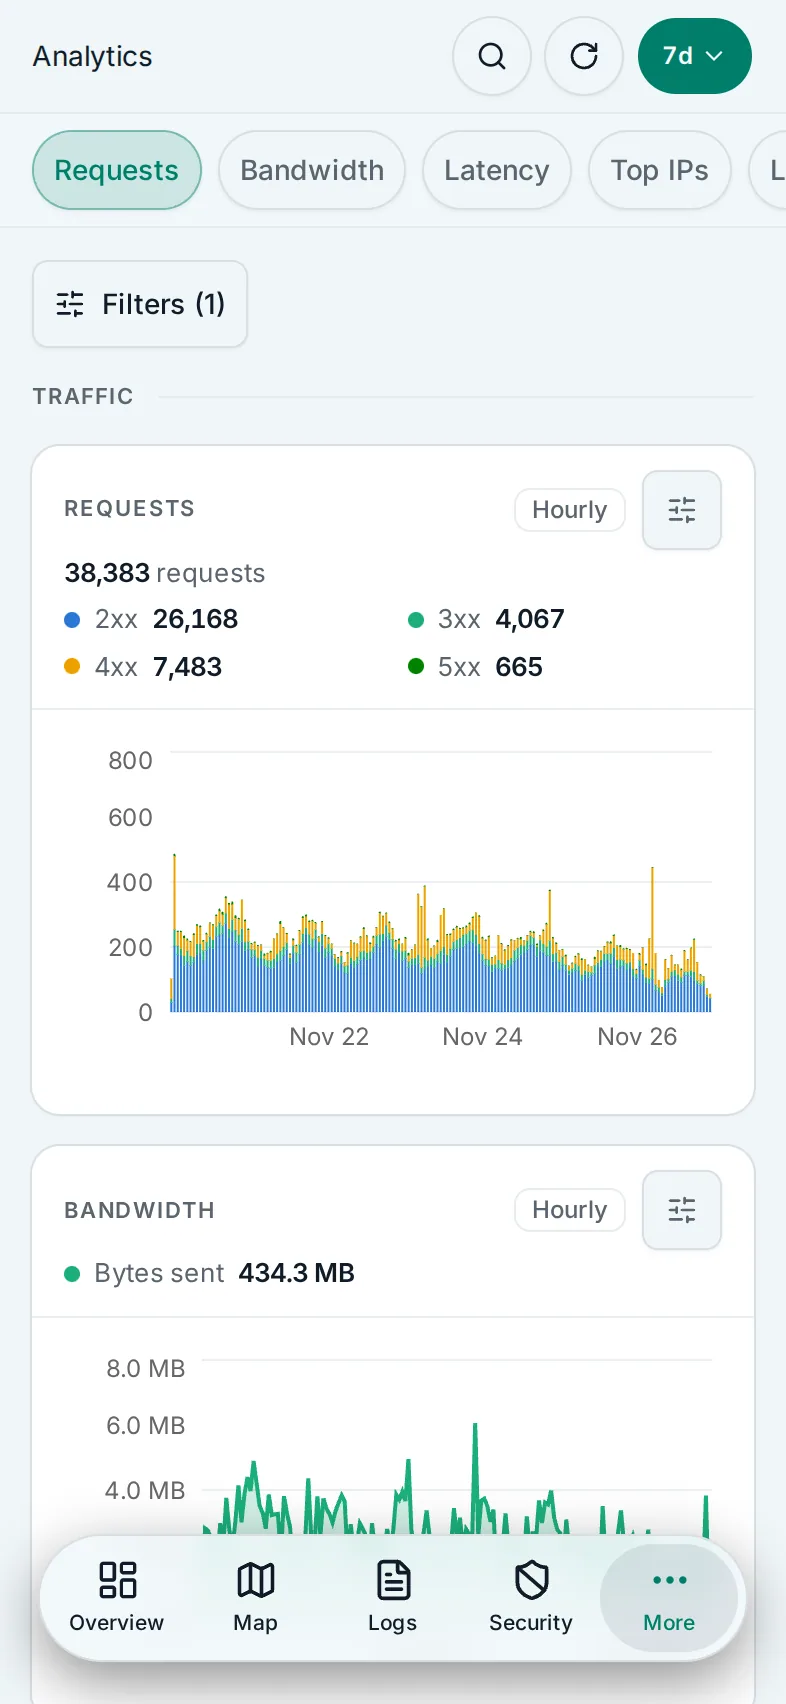 Analytics
7d
Requests Bandwidth Latency Top IPs L
Filters (1)
TRAFFIC
REQUESTS
Hourly
38,383 requests
2xx 26,168
3xx 4,067
4xx 7,483
5xx 665
800
600
400
200
0
Nov 22 Nov 24 Nov 26
BANDWIDTH
Hourly
Bytes sent 434.3 MB
8.0 MB
6.0 MB
4.0 MB
Overview Map Logs Security More